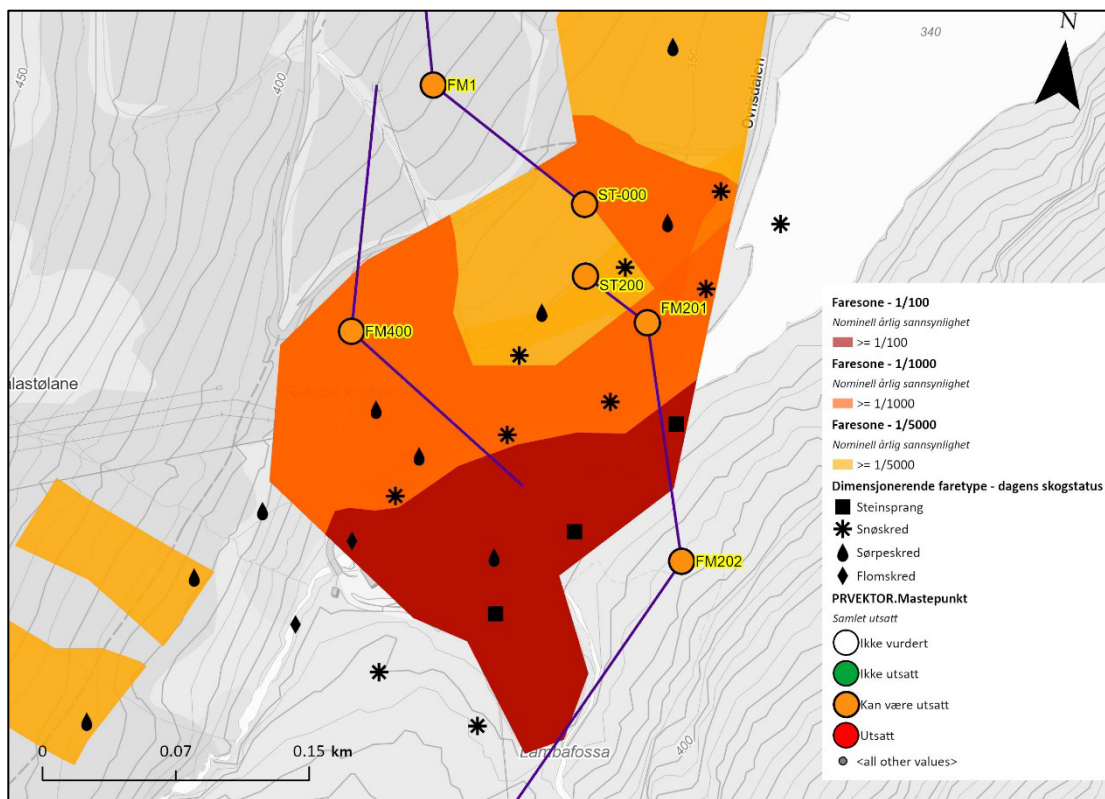 450
400
FM1
350
340
N
Øvrisdalen
ST-000
ST200
FM201
FM400
alastølane
FM202
Lambafossa
400
0
0.07
0.15 km
Faresone - 1/100
Nominell årlig sannsynlighet
>= 1/100
Faresone - 1/1000
Nominell årlig sannsynlighet
>= 1/1000
Faresone - 1/5000
Nominell årlig sannsynlighet
>= 1/5000
Dimensjonerende faretype - dagens skogstatus
Steinsprang
Snøskred
Sørpeskred
Flomskred
PRVEKTOR.Mastepunkt
Samlet utsatt
Ikke vurdert
Ikke utsatt
Kan være utsatt
Utsatt
<all other values>